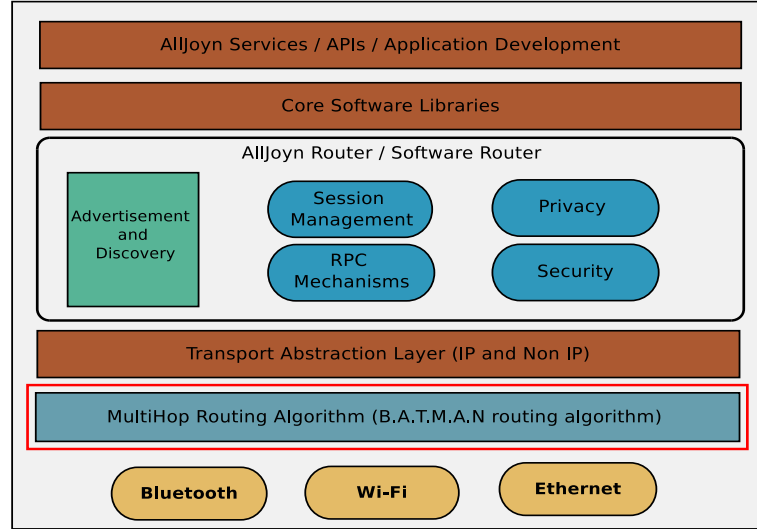 AllJoyn Services / APIs / Application Development
Core Software Libraries
AllJoyn Router / Software Router
Advertisement
and
Discovery
Session
Management
Privacy
RPC
Mechanisms
Security
Transport Abstraction Layer (IP and Non IP)
MultiHop Routing Algorithm (B.A.T.M.A.N routing algorithm)
Bluetooth
Wi-Fi
Ethernet